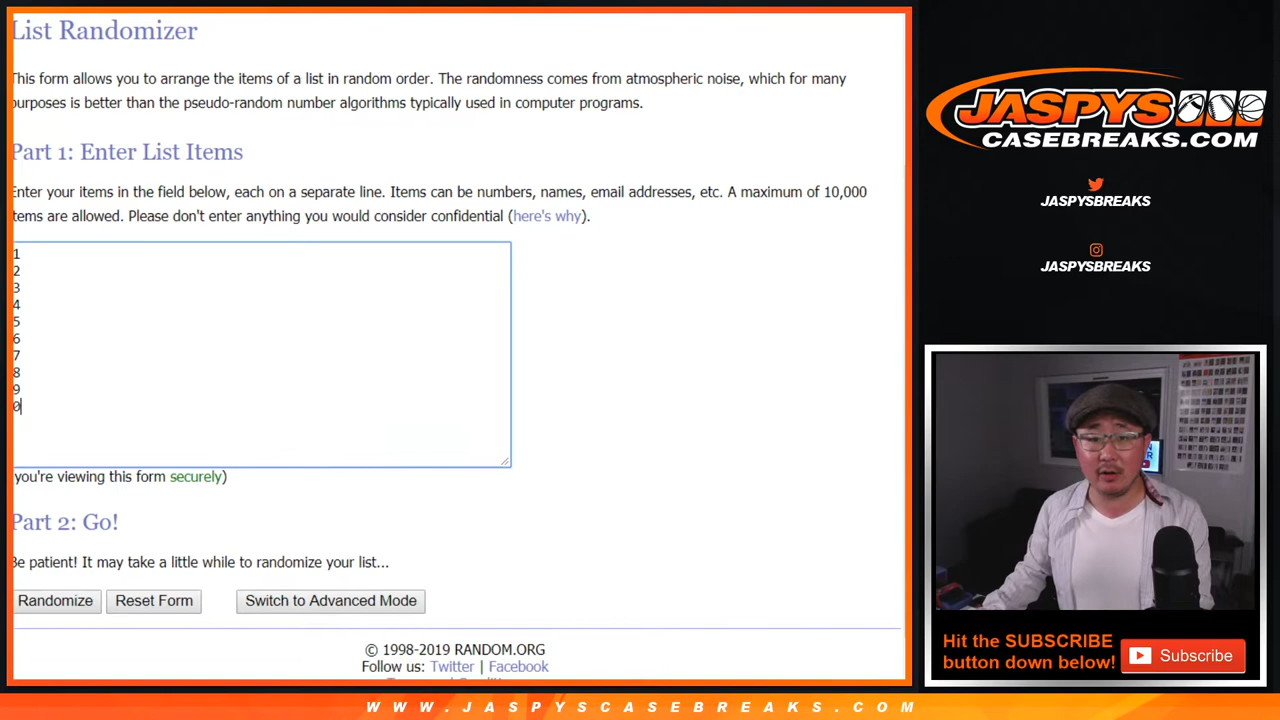 List Randomizer
This form allows you to arrange the items of a list in random order. The randomness comes from atmospheric noise, which for many
purposes is better than the pseudo-random number algorithms typically used in computer programs.
Part 1: Enter List Items
Enter your items in the field below, each on a separate line. Items can be numbers, names, email addresses, etc. A maximum of 10,000
items are allowed. Please don't enter anything you would consider confidential (here's why).
1
2
3
4
5
6
7
8
9
0
you're viewing this form securely)
Part 2: Go!
Be patient! It may take a little while to randomize your list...
Randomize
Reset Form
Switch to Advanced Mode
© 1998-2019 RANDOM.ORG
Follow us: Twitter | Facebook
JASPYS
CASEBREAKS.COM
JASPYSBREAKS
JASPYSBREAKS
Hit the SUBSCRIBE
button down below!
Subscribe
WWW.JASPYSCASEBREAKS.COM